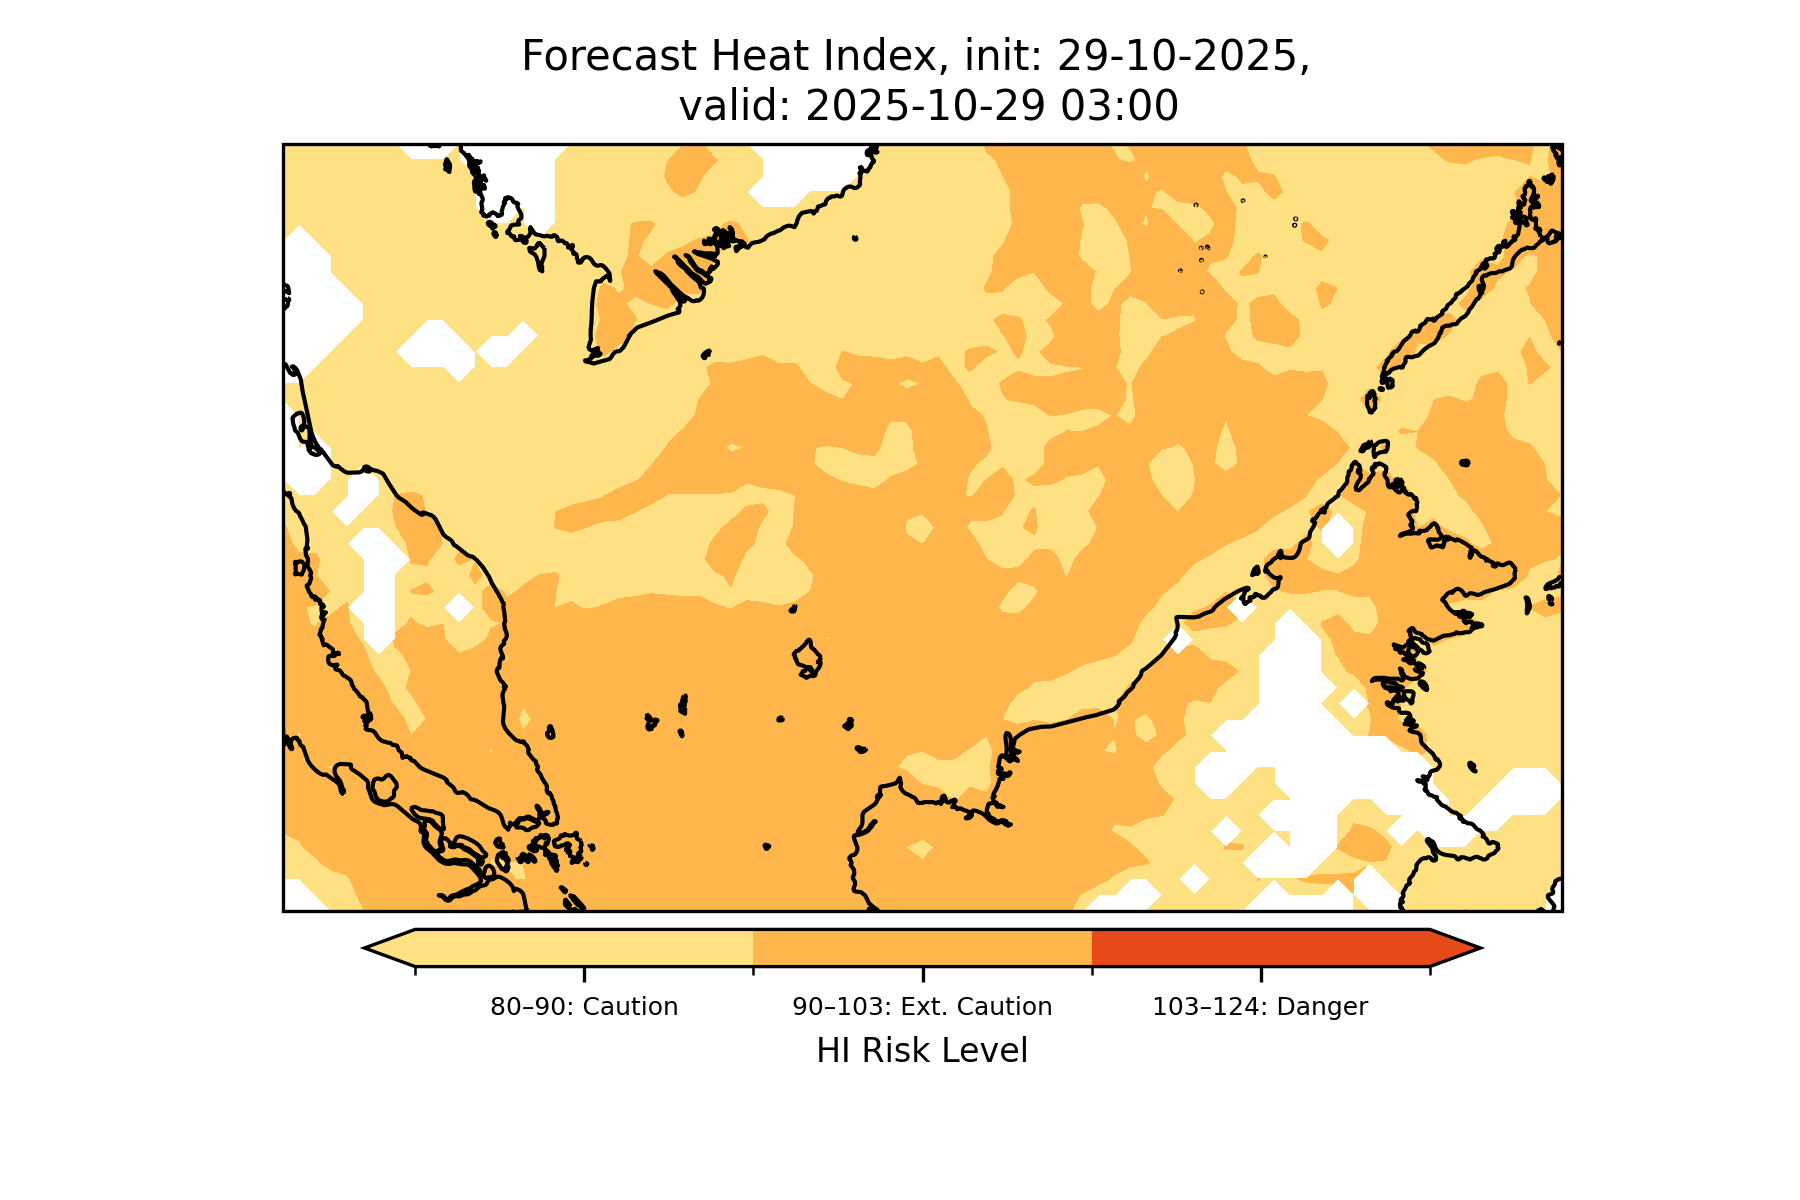 Forecast Heat Index, init: 29-10-2025,
valid: 2025-10-29 03:00
80–90: Caution
90–103: Ext. Caution
103–124: Danger
HI Risk Level